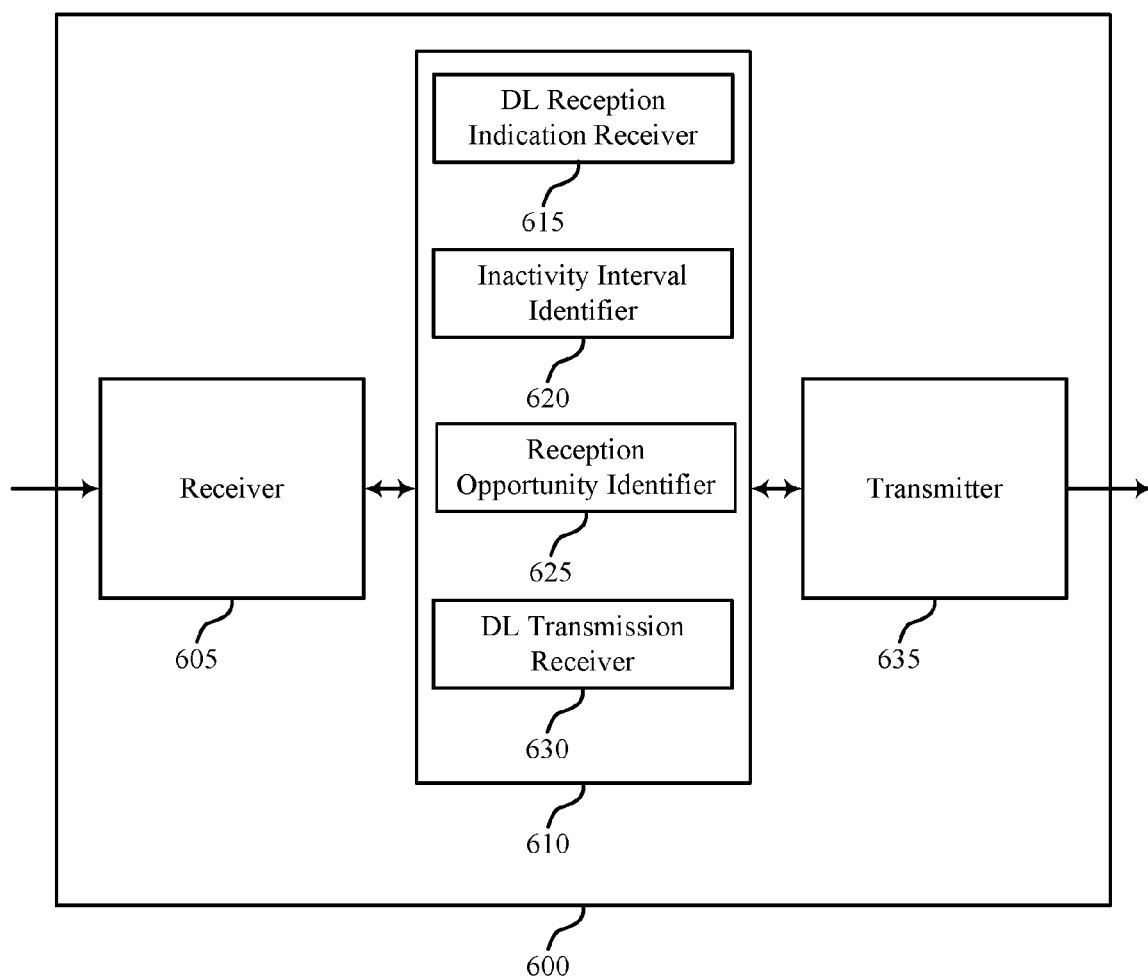 DL Reception
Indication Receiver
615
Inactivity Interval
Identifier
620
Receiver
605
Reception
Opportunity Identifier
625
Transmitter
635
DL Transmission
Receiver
630
610
600